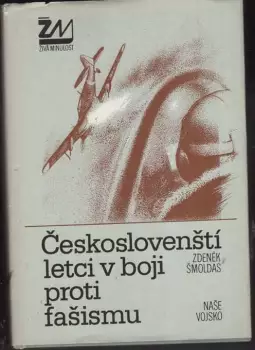 ŽM
ŽIVÁ MINULOST
Českoslovenští
letci v boji
proti
fašismu
ZDENĚK
ŠMOLDAS
NAŠE
VOJSKO